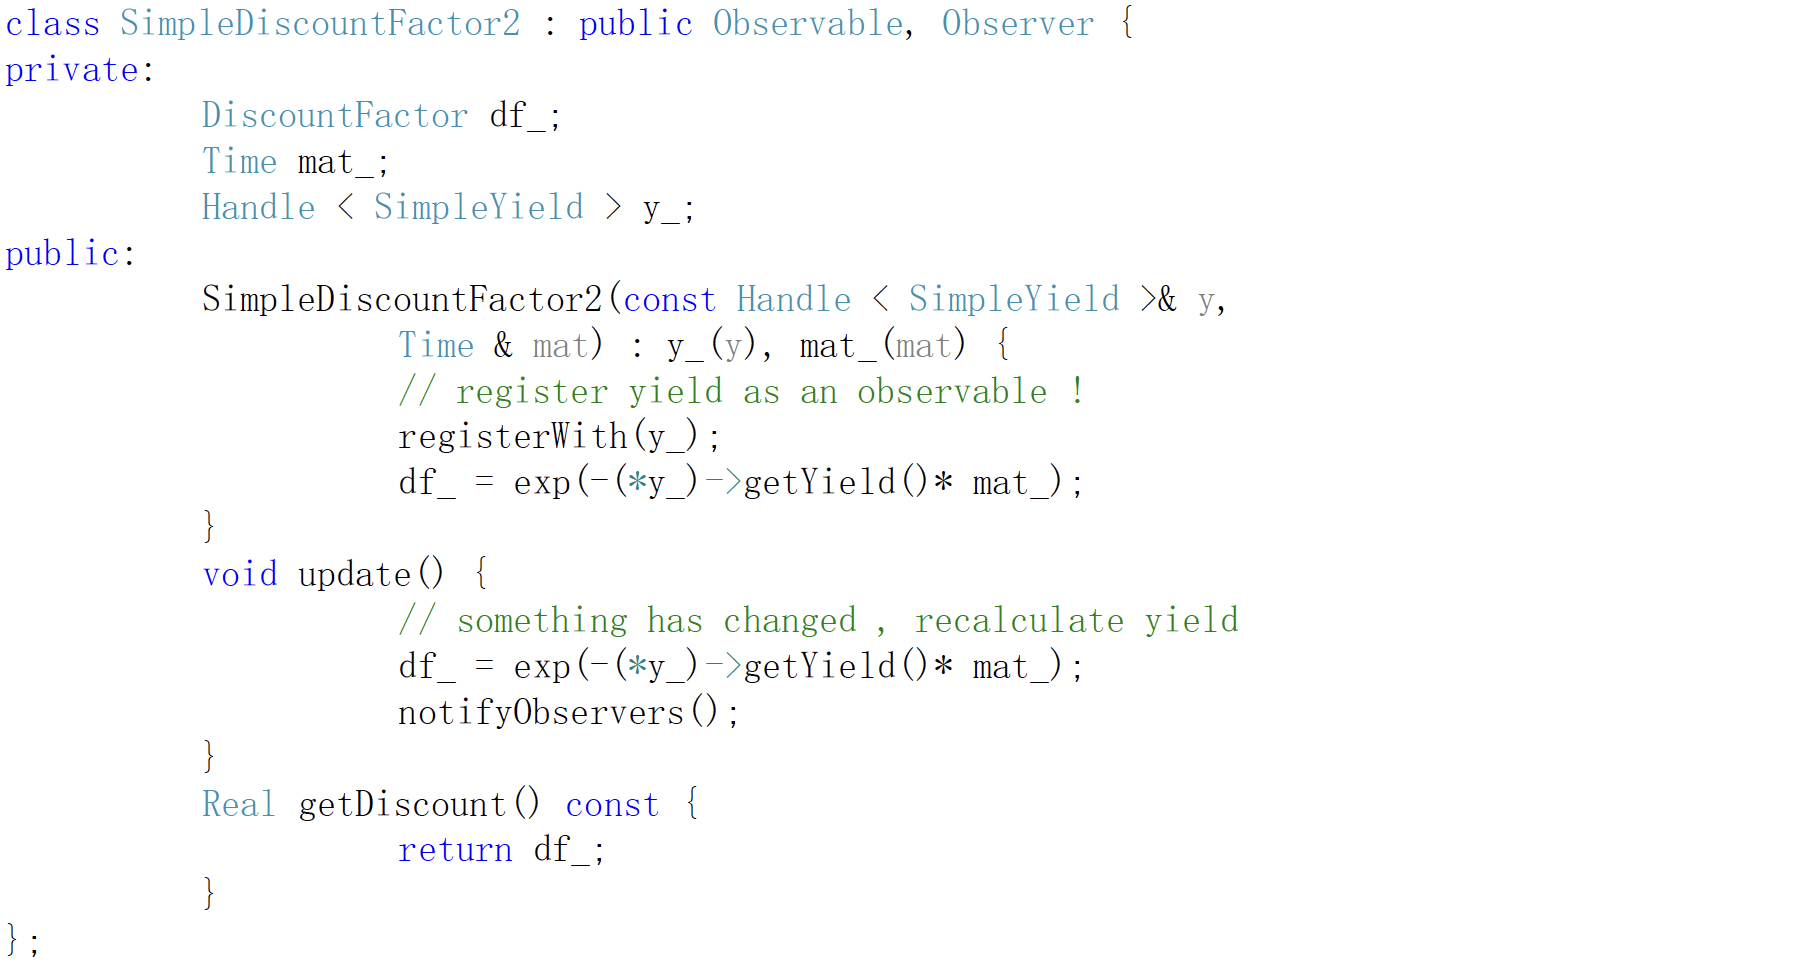 class SimpleDiscountFactor2 : public Observable, Observer {
private:
DiscountFactor df_;
Time mat_;
Handle < SimpleYield > y_;
public:
SimpleDiscountFactor2(const Handle < SimpleYield >& y,
Time & mat) : y_(y), mat_(mat) {
// register yield as an observable !
registerWith(y_);
df_ = exp(-(*y_)->getYield()* mat_);
}
void update() {
// something has changed , recalculate yield
df_ = exp(-(*y_)->getYield()* mat_);
notifyObservers();
}
Real getDiscount() const {
return df_;
}
};